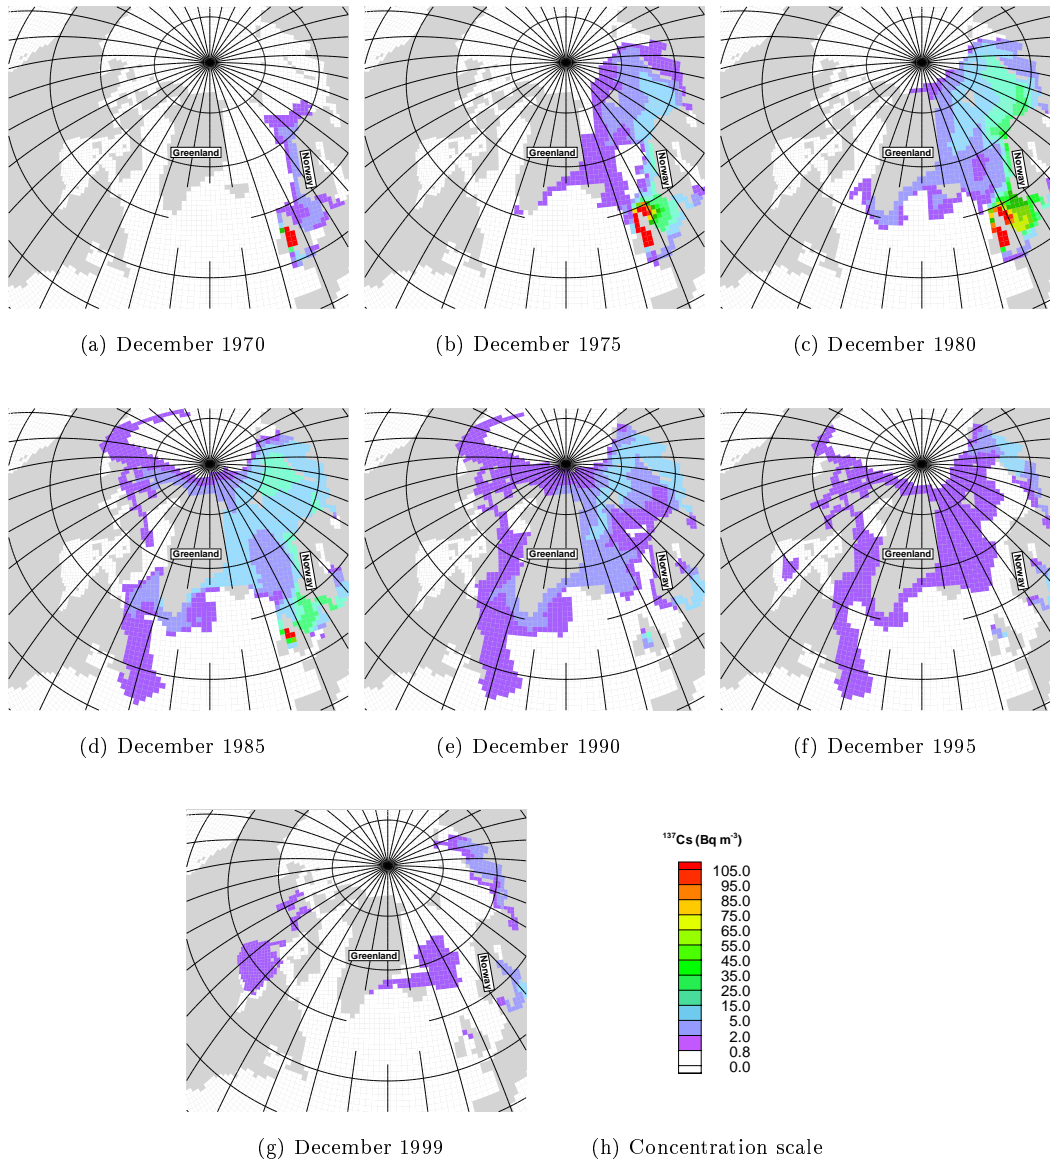 Greenland
Norway
Greenland
Norway
Greenland
Norway
(a) December 1970
(b) December 1975
(c) December 1980
Greenland
Norway
Greenland
Norway
Greenland
Norway
(d) December 1985
(e) December 1990
(f) December 1995
Greenland
Norway
¹³⁷Cs (Bq m⁻³)
105.0
95.0
85.0
75.0
65.0
55.0
45.0
35.0
25.0
15.0
5.0
2.0
0.8
0.0
(g) December 1999
(h) Concentration scale